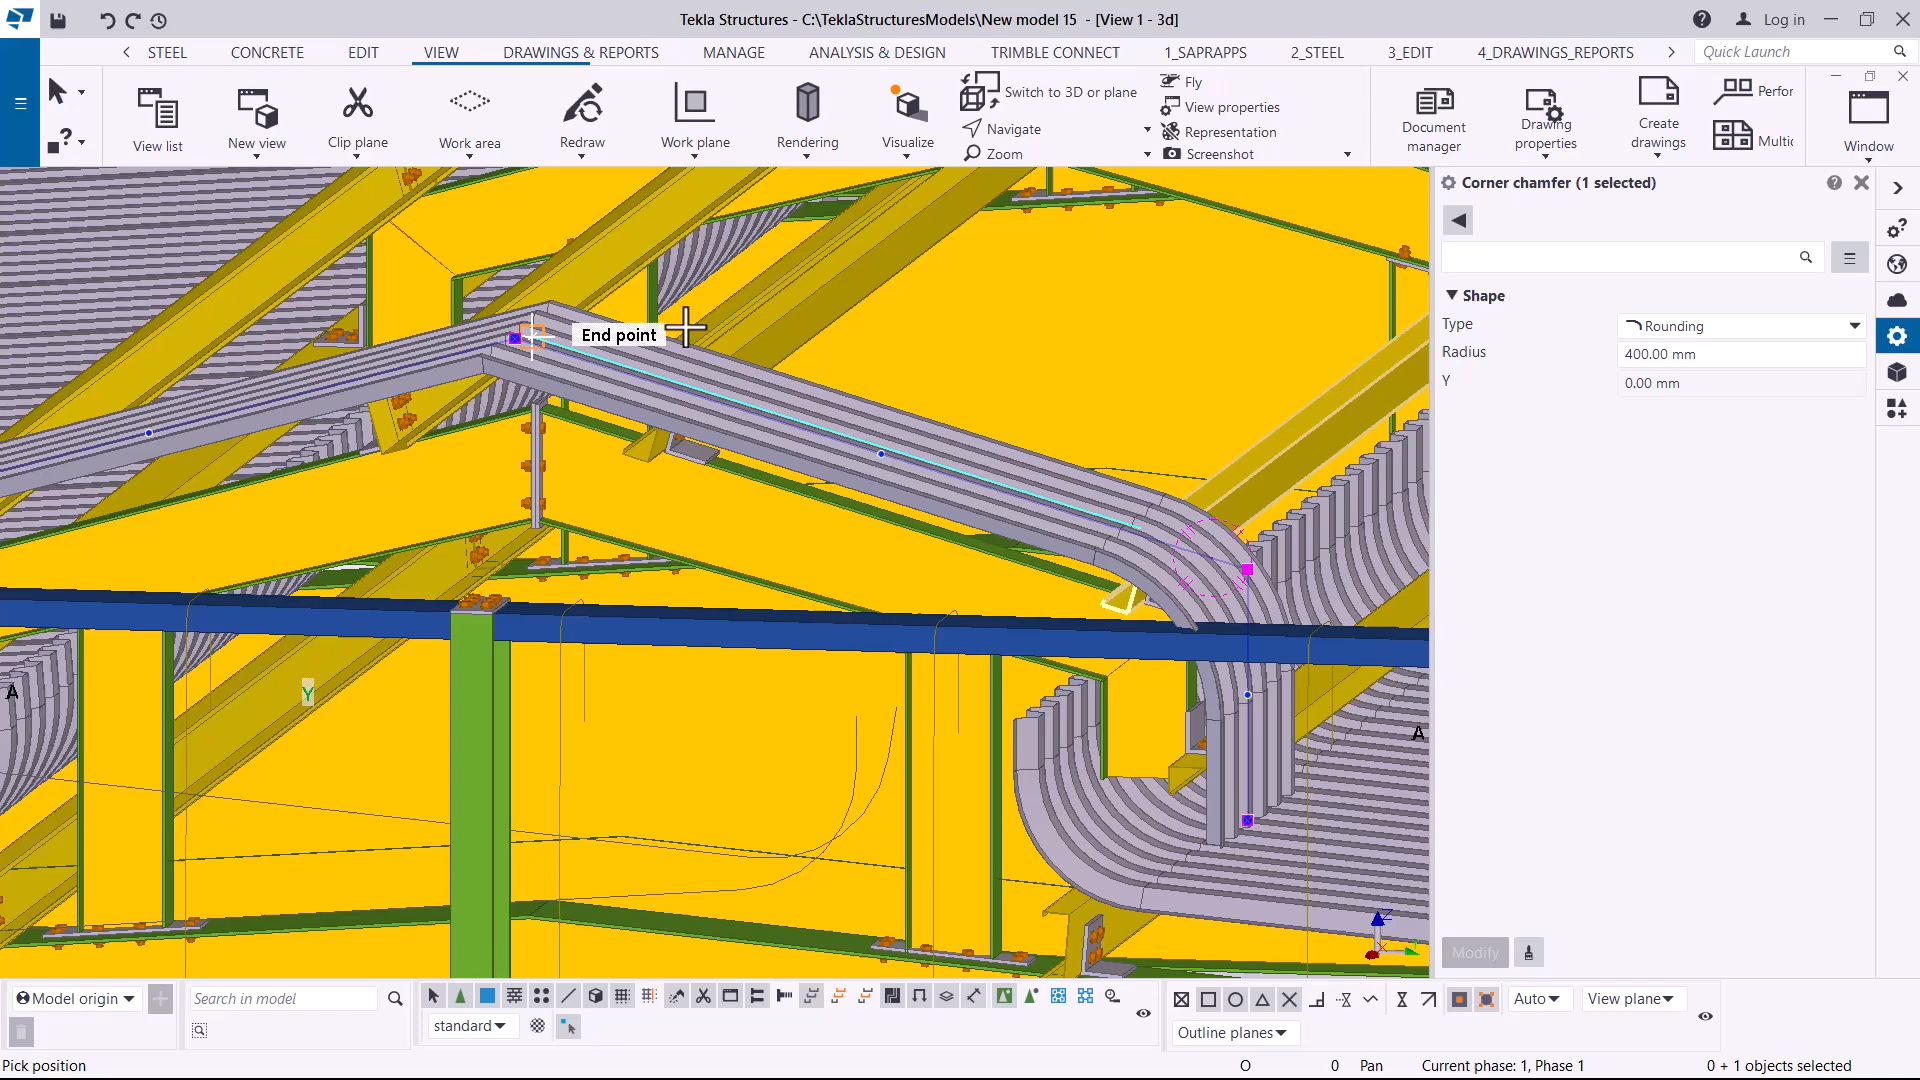 Tekla Structures - C:\TeklaStructuresModels\New model 15 - [View 1 - 3d]
Log in
STEEL
CONCRETE
EDIT
VIEW
DRAWINGS & REPORTS
MANAGE
ANALYSIS & DESIGN
TRIMBLE CONNECT
1_SAPRAPPS
2_STEEL
3_EDIT
4_DRAWINGS_REPORTS
Quick Launch
View list
New view
Clip plane
Work area
Redraw
Work plane
Rendering
Visualize
Switch to 3D or plane
Navigate
Zoom
Fly
View properties
Representation
Screenshot
Document manager
Drawing properties
Create drawings
Perfor
Multic
Window
Corner chamfer (1 selected)
Shape
Type
Rounding
Radius
400.00 mm
Y
0.00 mm
Modify
End point
Y
A
A
Z
Model origin
Search in model
standard
Auto
View plane
Outline planes
Pick position
O
0
Pan
Current phase: 1, Phase 1
0 + 1 objects selected